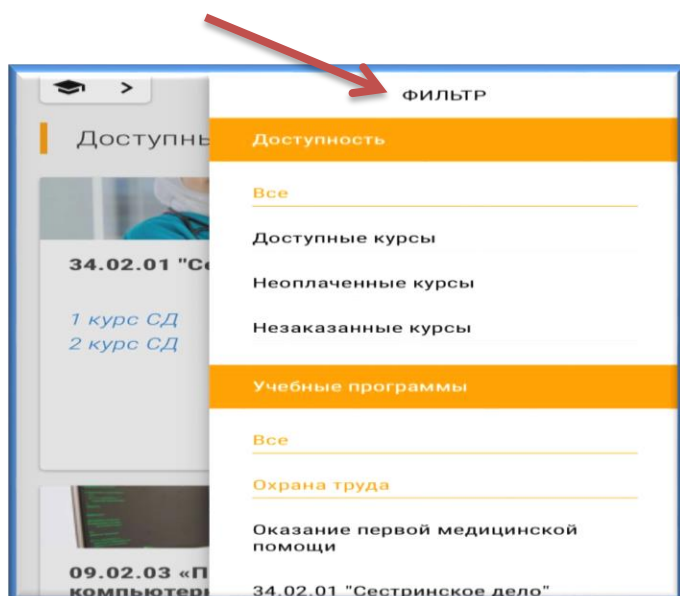 >
ФИЛЬТР
Доступны
Доступность
Все
Доступные курсы
34.02.01 "Се
Неоплаченные курсы
1 курс СД
Незаказанные курсы
2 курс СД
Учебные программы
Все
Охрана труда
Оказание первой медицинской
помощи
09.02.03 «П
компьютер
34.02.01 "Сестринское дело"